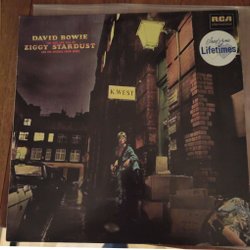 DAVID BOWIE
ZIGGY STARDUST
RCA
Lifetimes
K.WEST